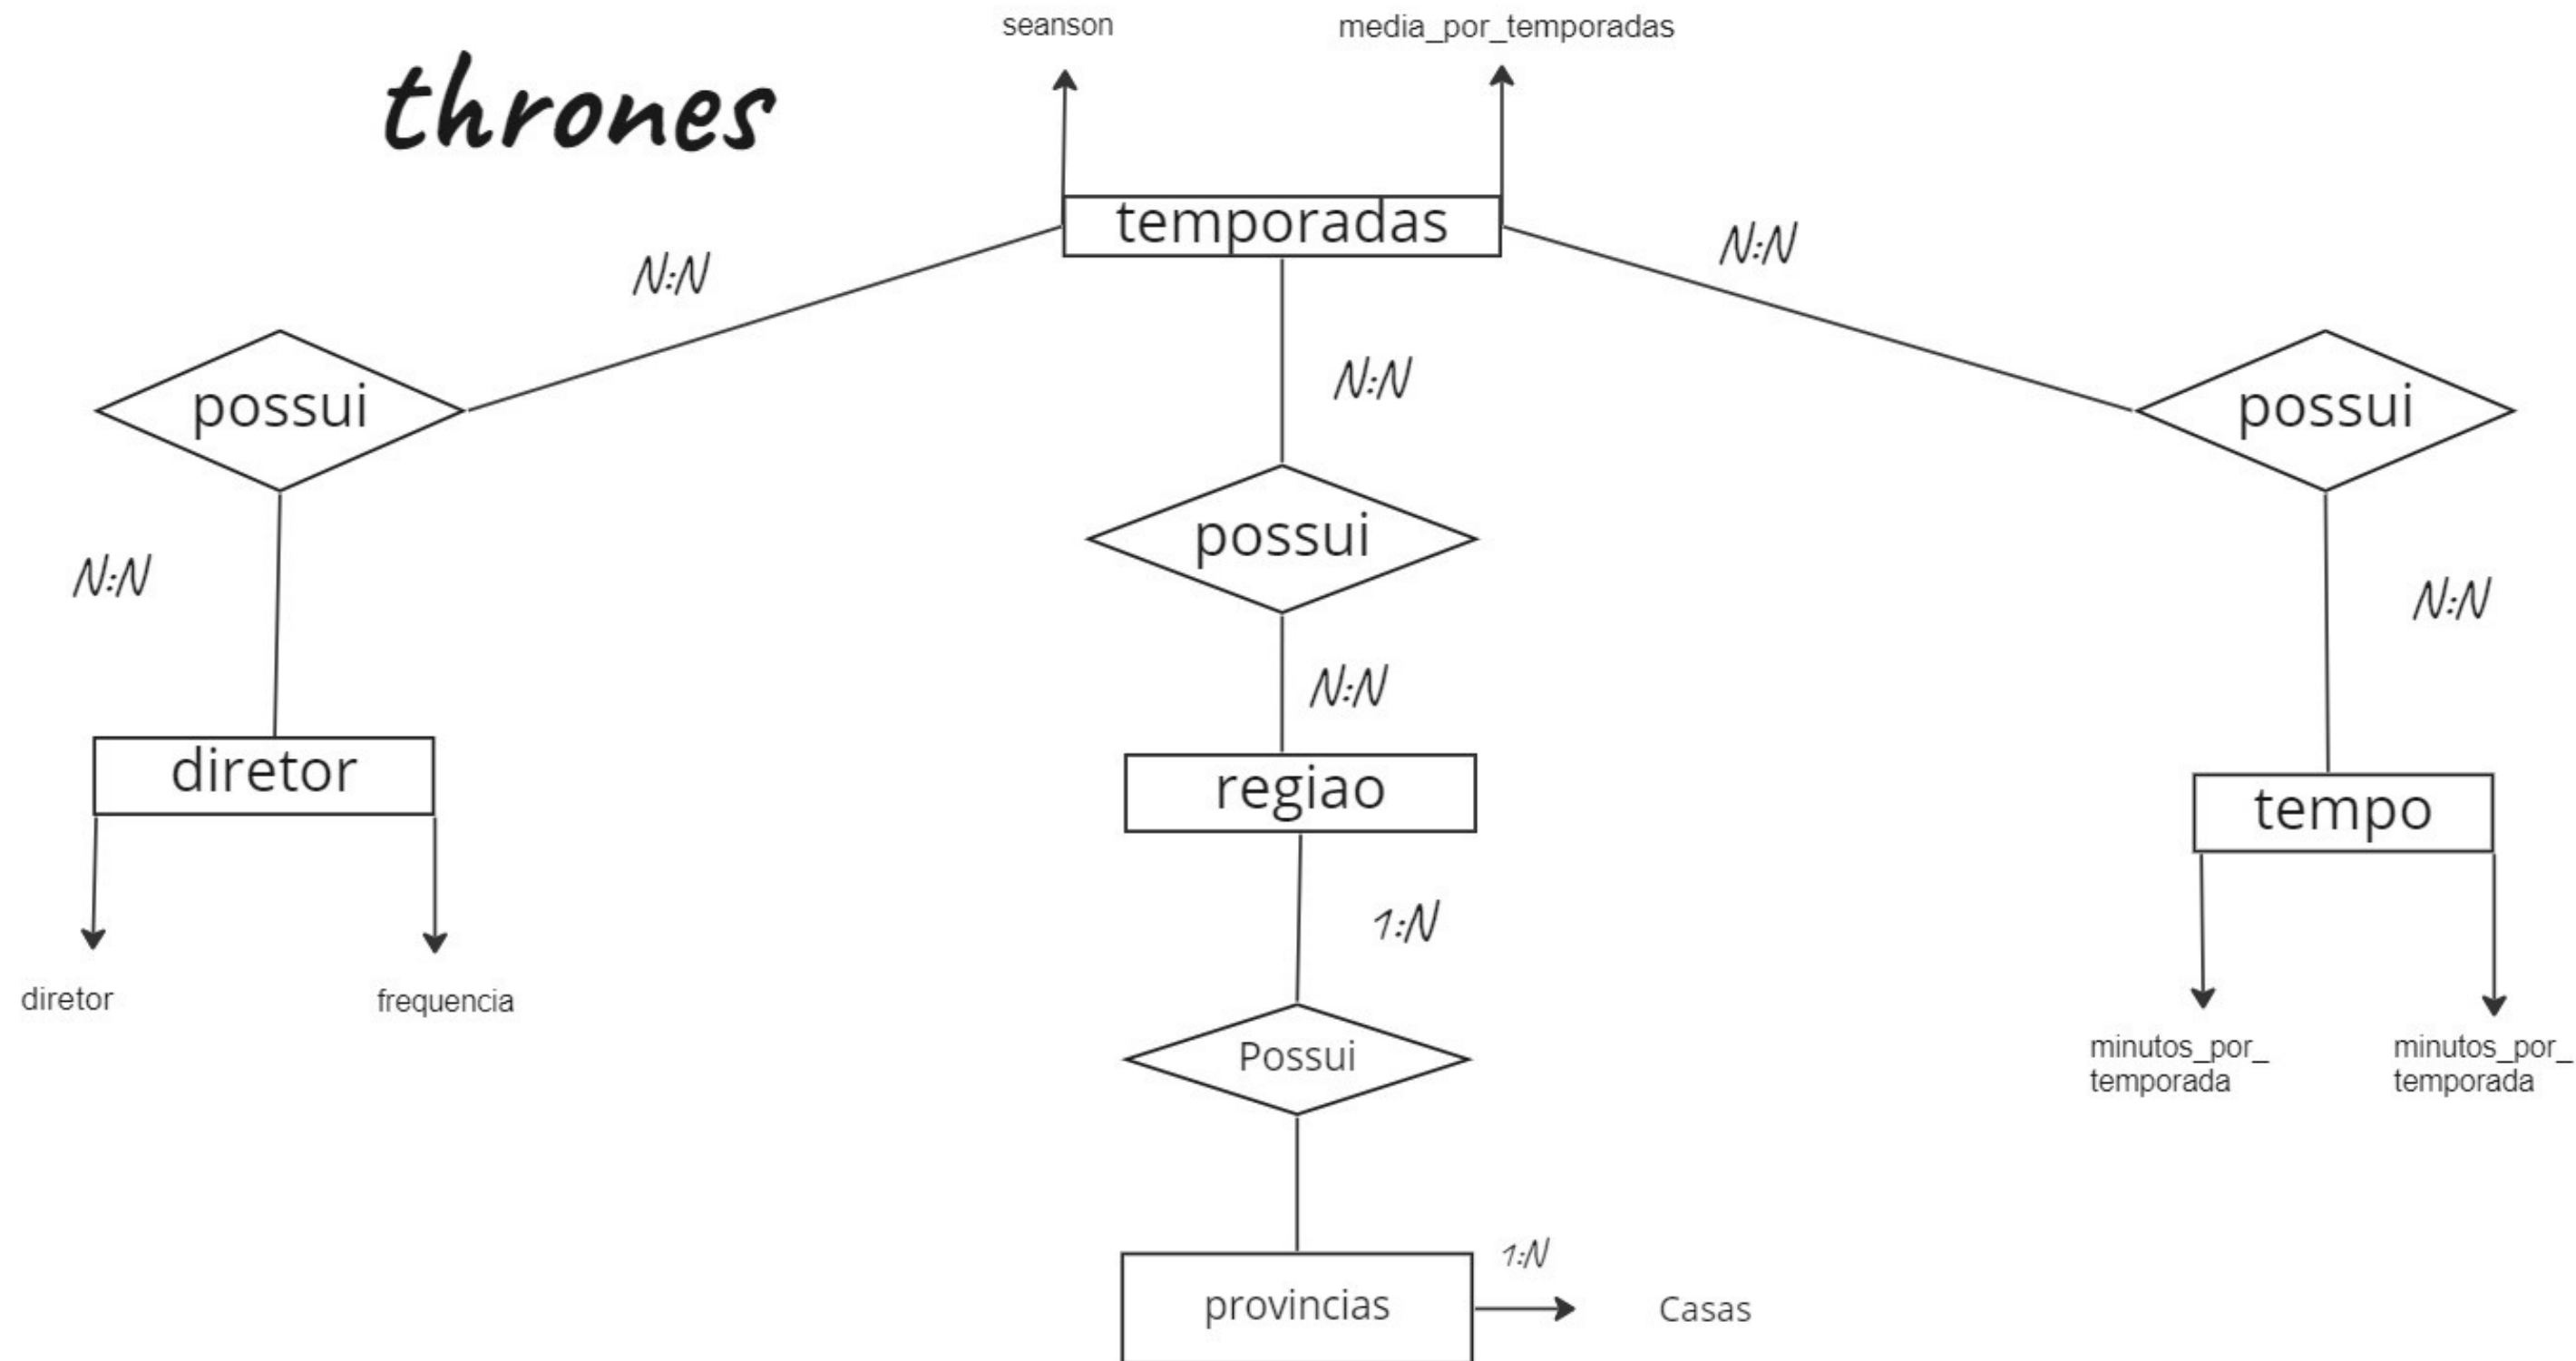 seanson
media_por_temporadas
thrones
temporadas
N:N
N:N
N:N
possui
possui
possui
N:N
N:N
N:N
diretor
regiao
tempo
1:N
diretor
frequencia
Possui
minutos_por_
temporada
minutos_por_
temporada
1:N
provincias
Casas